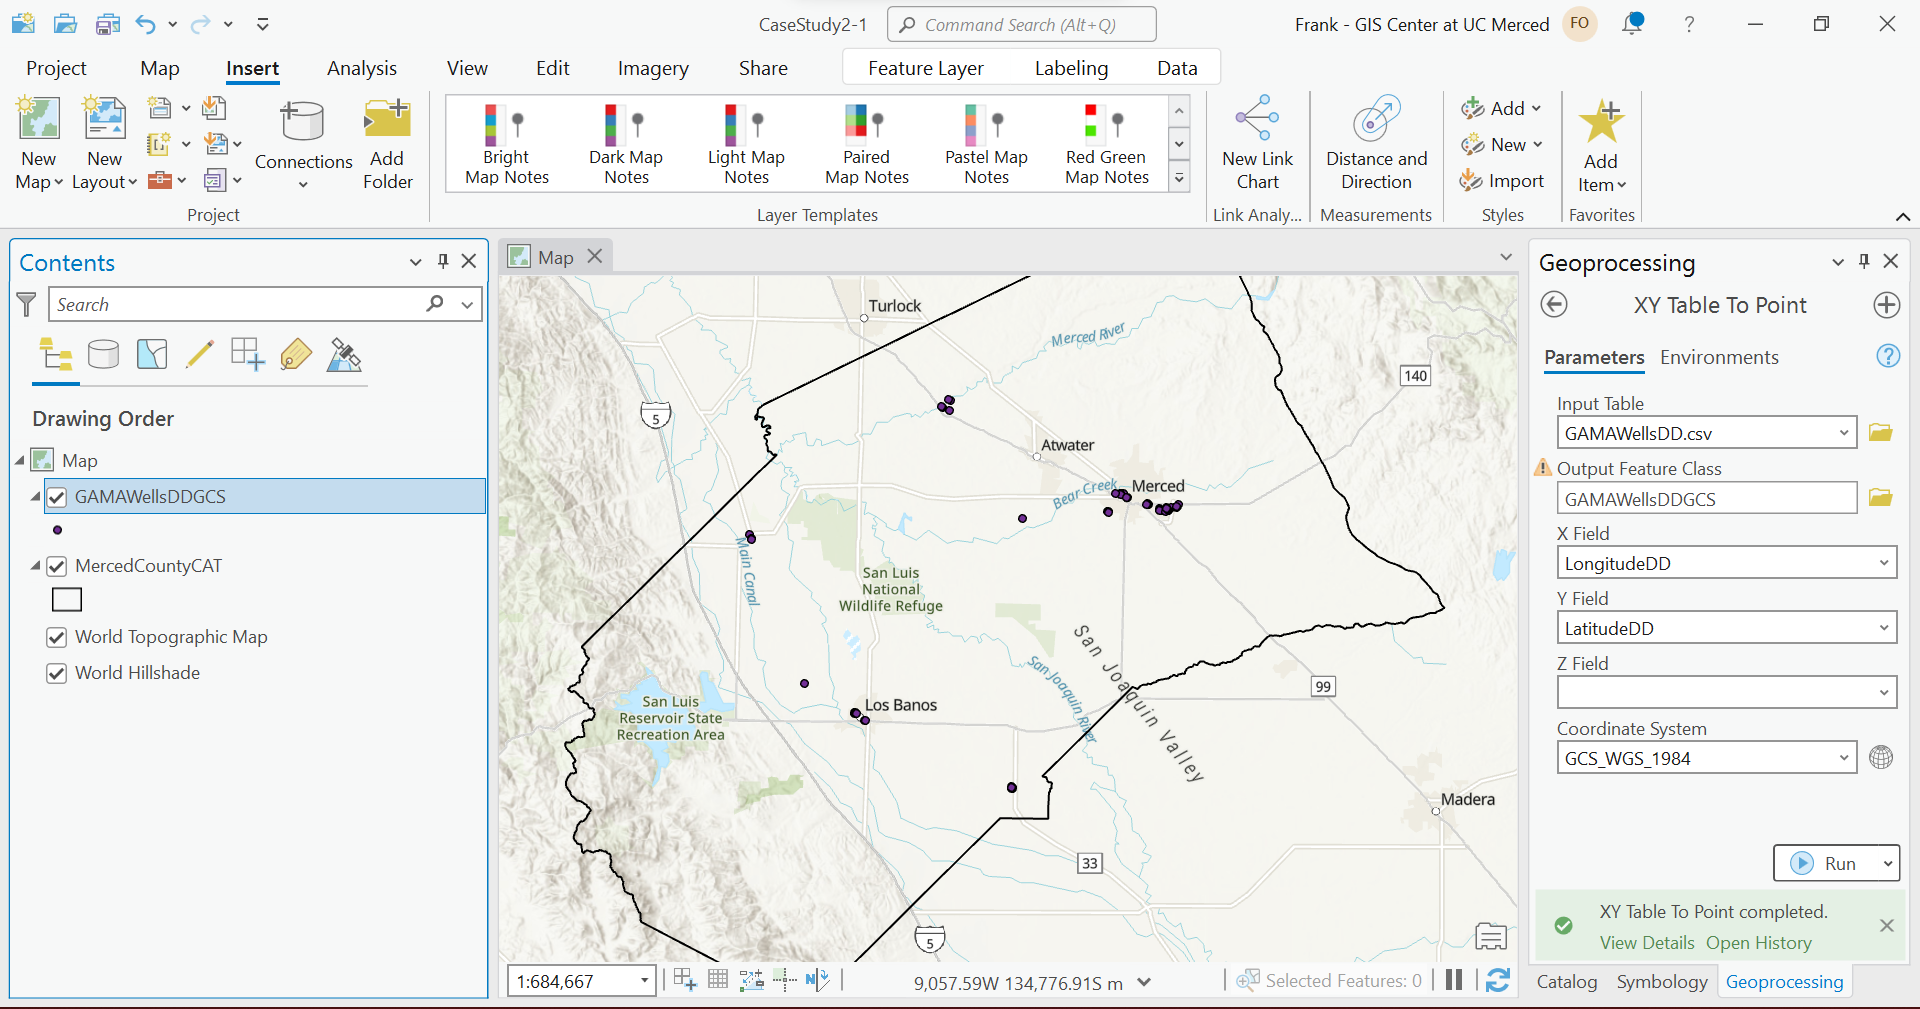 CaseStudy2-1
Command Search (Alt+Q)
Frank - GIS Center at UC Merced
FO
?
Project
Map
Insert
Analysis
View
Edit
Imagery
Share
Feature Layer
Labeling
Data
New
Map
New
Layout
Connections
Add
Folder
Project
Bright
Map Notes
Dark Map
Notes
Light Map
Notes
Paired
Map Notes
Pastel Map
Notes
Red Green
Map Notes
Layer Templates
New Link
Chart
Link Analy...
Distance and
Direction
Measurements
Add
New
Import
Styles
Add
Item
Favorites
Contents
Search
Drawing Order
Map
GAMAWellsDDGCS
MercedCountyCAT
World Topographic Map
World Hillshade
Map
Turlock
Merced River
140
5
Atwater
Bear Creek
Merced
Main Canal
San Luis
National
Wildlife Refuge
San Joaquin Valley
San Joaquin River
99
San Luis
Reservoir State
Recreation Area
Los Banos
Madera
33
5
1:684,667
N
9,057.59W 134,776.91S m
Selected Features: 0
Geoprocessing
XY Table To Point
Parameters
Environments
?
Input Table
GAMAWellsDD.csv
Output Feature Class
GAMAWellsDDGCS
X Field
LongitudeDD
Y Field
LatitudeDD
Z Field
Coordinate System
GCS_WGS_1984
Run
XY Table To Point completed.
View Details Open History
Catalog
Symbology
Geoprocessing